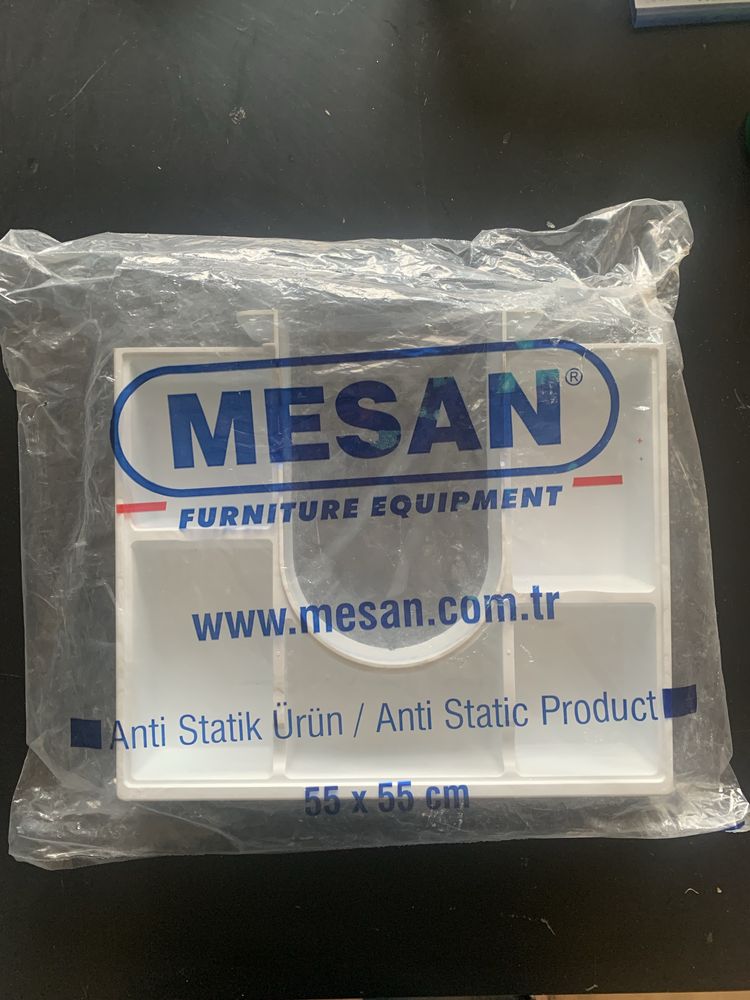 MESAN®
FURNITURE EQUIPMENT
www.mesan.com.tr
Anti Statik Ürün / Anti Static Product
55 x 55 cm